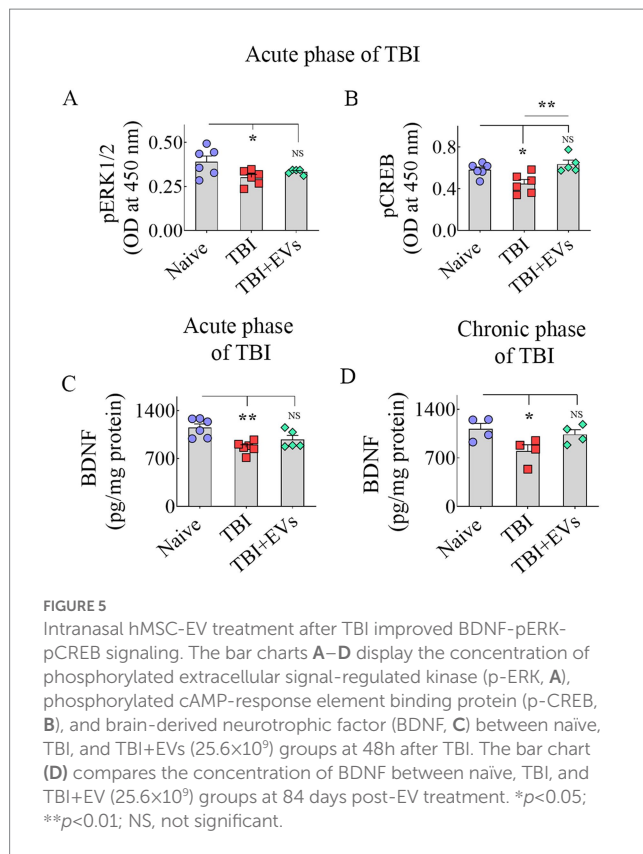 Acute phase of TBI
A
B
pERK1/2
(OD at 450 nm)
0.50
0.25
0.00
*
NS
Naive
TBI
TBI+EVs
pCREB
(OD at 450 nm)
0.8
0.4
0.0
*
**
NS
Naive
TBI
TBI+EVs
Acute phase
of TBI
Chronic phase
of TBI
C
D
BDNF
(pg/mg protein)
1400
700
0
**
NS
Naive
TBI
TBI+EVs
BDNF
(pg/mg protein)
1400
700
0
*
NS
Naive
TBI
TBI+EVs
FIGURE 5
Intranasal hMSC-EV treatment after TBI improved BDNF-pERK-
pCREB signaling. The bar charts A–D display the concentration of
phosphorylated extracellular signal-regulated kinase (p-ERK, A),
phosphorylated cAMP-response element binding protein (p-CREB,
B), and brain-derived neurotrophic factor (BDNF, C) between naïve,
TBI, and TBI+EVs (25.6×10⁹) groups at 48h after TBI. The bar chart
(D) compares the concentration of BDNF between naïve, TBI, and
TBI+EV (25.6×10⁹) groups at 84 days post-EV treatment. *p<0.05;
**p<0.01; NS, not significant.